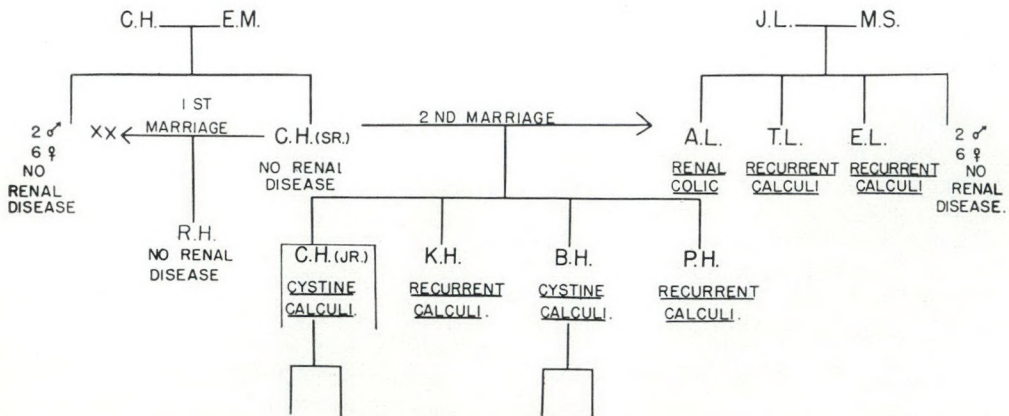 C.H. E.M.
J.L. M.S.
2 ♂
6 ♀
NO
RENAL
DISEASE
XX
1 ST
MARRIAGE
C.H.(SR.)
NO RENAL
DISEASE
2 ND MARRIAGE
A.L.
RENAL
COLIC
T.L.
RECURRENT
CALCULI
E.L.
RECURRENT
CALCULI
2 ♂
6 ♀
NO
RENAL
DISEASE.
R.H.
NO RENAL
DISEASE
C.H.(JR.)
CYSTINE
CALCULI.
K.H.
RECURRENT
CALCULI.
B.H.
CYSTINE
CALCULI.
P.H.
RECURRENT
CALCULI.